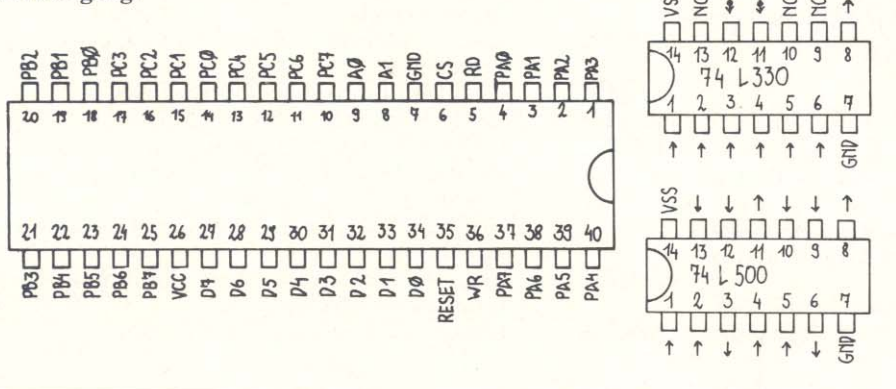 PB2 PB1 PBØ PC3 PC2 PC1 PCØ PC4 PC5 PC6 PC7 AØ A1 GND CS RD PAØ PA1 PA2 PA3
20 19 18 17 16 15 14 13 12 11 10 9 8 7 6 5 4 3 2 1
21 22 23 24 25 26 27 28 29 30 31 32 33 34 35 36 37 38 39 40
PB3 PB4 PB5 PB6 PB7 VCC D7 D6 D5 D4 D3 D2 D1 DØ RESET WR PA7 PA6 PA5 PA4
↑
14 13 12 11 10 9 8
74 L330
1 2 3 4 5 6 7
↑ ↑ ↑ ↑ ↑ ↑ GND
VSS ↓ ↓ ↑ ↓ ↓ ↑
14 13 12 11 10 9 8
74 L 500
1 2 3 4 5 6 7
↑ ↑ ↓ ↑ ↑ ↓ GND